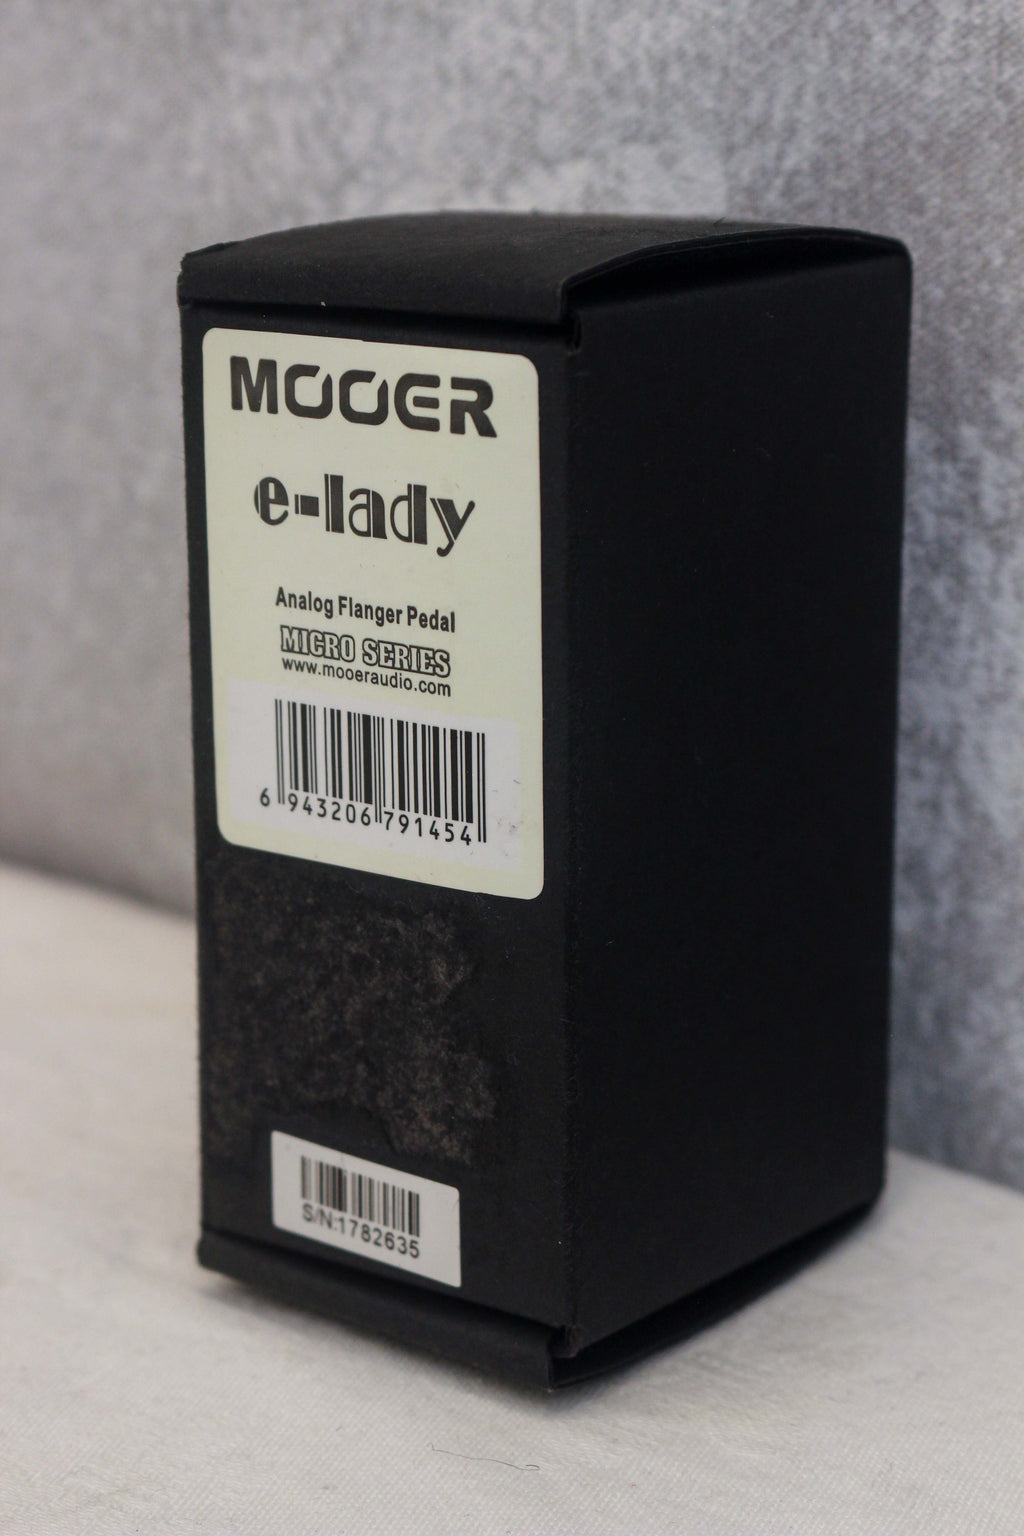 MOOER
e-lady
Analog Flanger Pedal
MICRO SERIES
www.mooeraudio.com
6 943206 791454
S/N:1782635